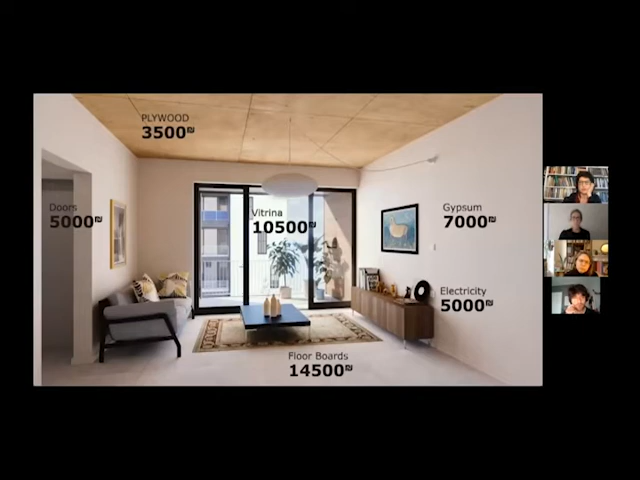 PLYWOOD
3500₪
Doors
5000₪
Vitrina
10500₪
Gypsum
7000₪
Electricity
5000₪
Floor Boards
14500₪